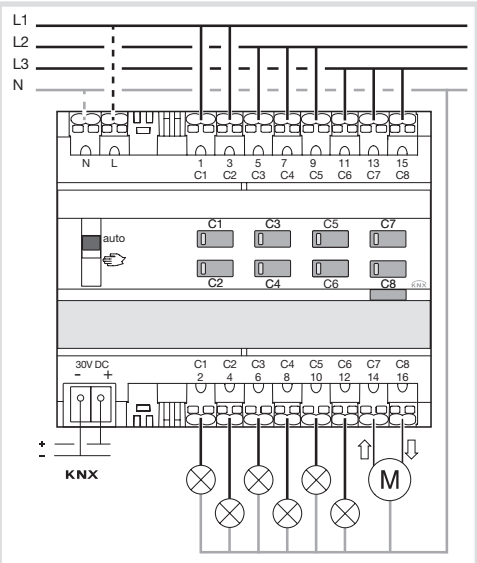 L1
L2
L3
N
N L 1 3 5 7 9 11 13 15
C1 C2 C3 C4 C5 C6 C7 C8
C1 C3 C5 C7
auto
C2 C4 C6 C8 KNX
30V DC C1 C2 C3 C4 C5 C6 C7 C8
- + 2 4 6 8 10 12 14 16
+
-
KNX
M